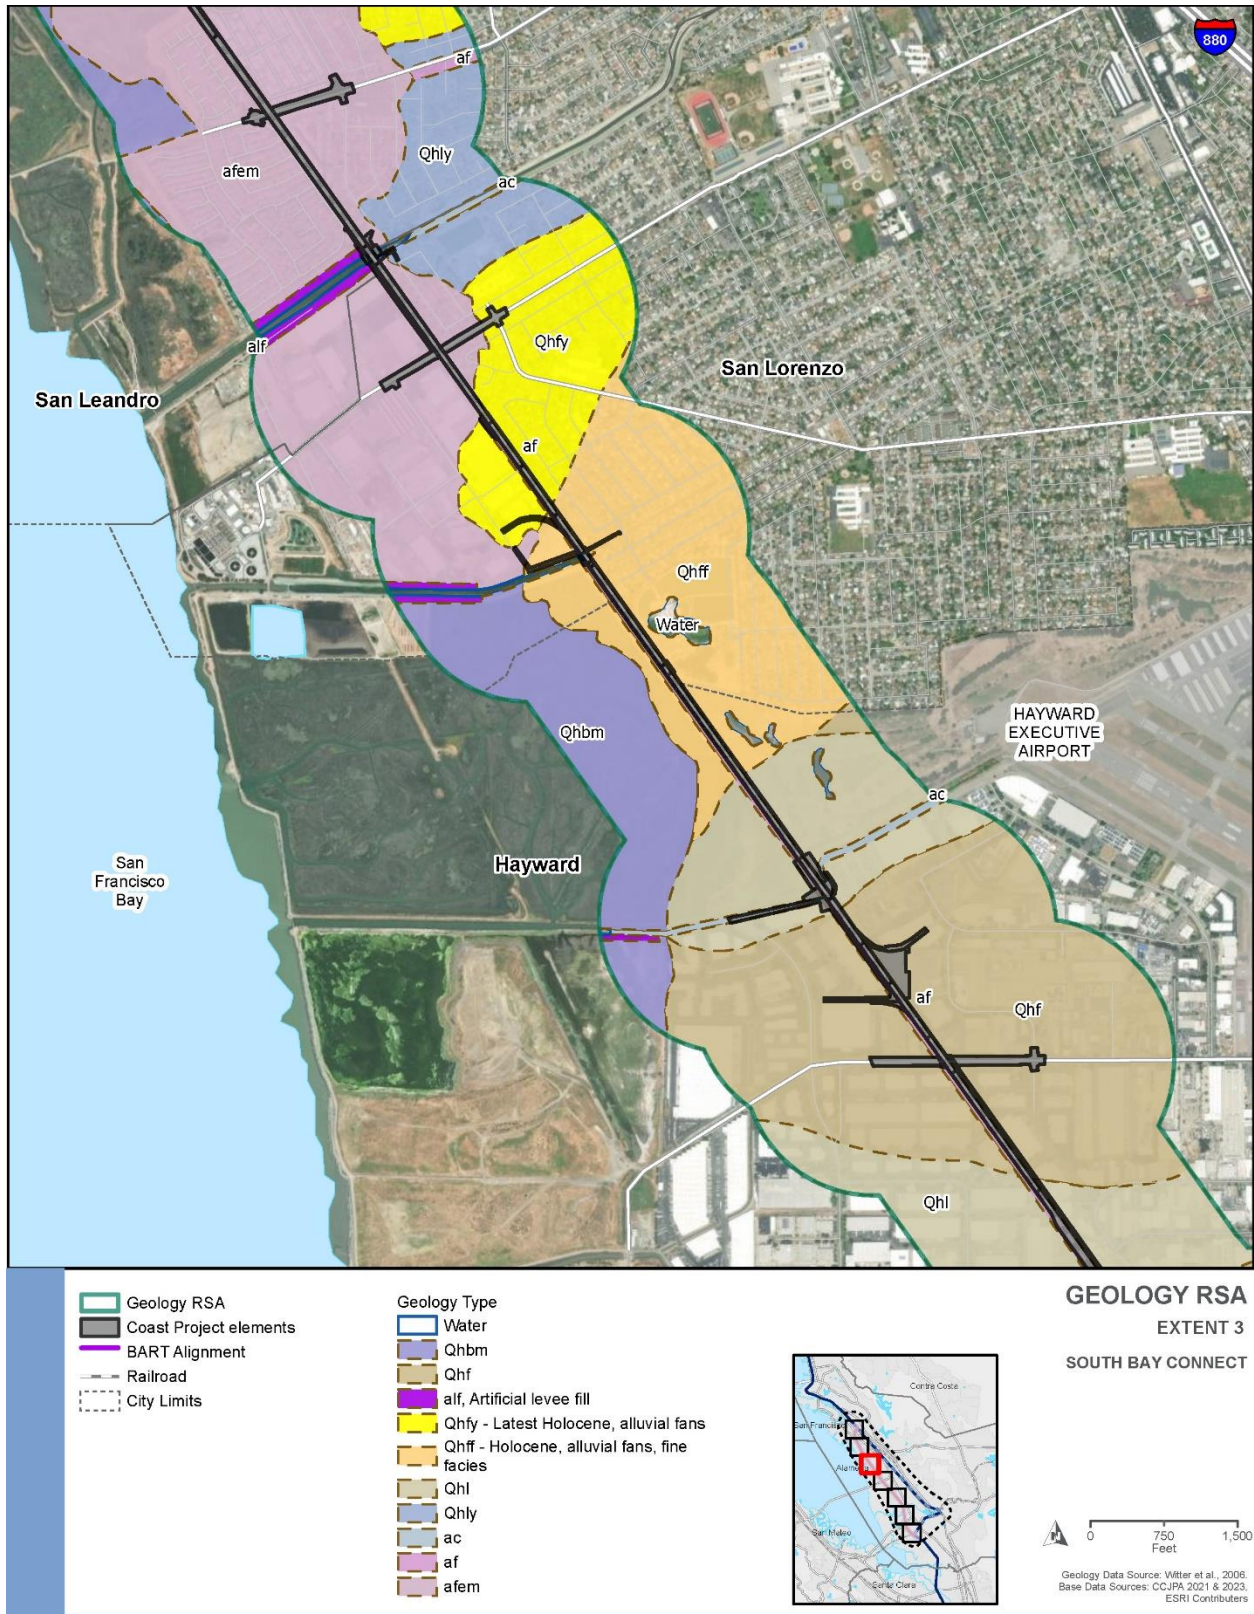 880
af
Qhly
afem
ac
Qhfy
alf
San Lorenzo
San Leandro
af
Qhff
Water
HAYWARD
EXECUTIVE
AIRPORT
Qhbm
ac
San
Francisco
Bay
Hayward
af
Qhf
Qhl
Geology RSA
Coast Project elements
BART Alignment
Railroad
City Limits
Geology Type
Water
Qhbm
Qhf
alf, Artificial levee fill
Qhfy - Latest Holocene, alluvial fans
Qhff - Holocene, alluvial fans, fine
facies
Qhl
Qhly
ac
af
afem
Contra Costa
San Francisco
Alameda
San Mateo
Santa Clara
GEOLOGY RSA
EXTENT 3
SOUTH BAY CONNECT
N
0 750 1,500
Feet
Geology Data Source: Witter et al., 2006.
Base Data Sources: CCJPA 2021 & 2023,
ESRI Contributers